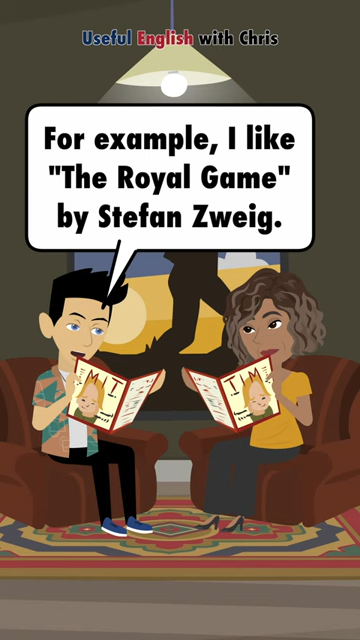 Useful English with Chris
For example, I like
"The Royal Game"
by Stefan Zweig.